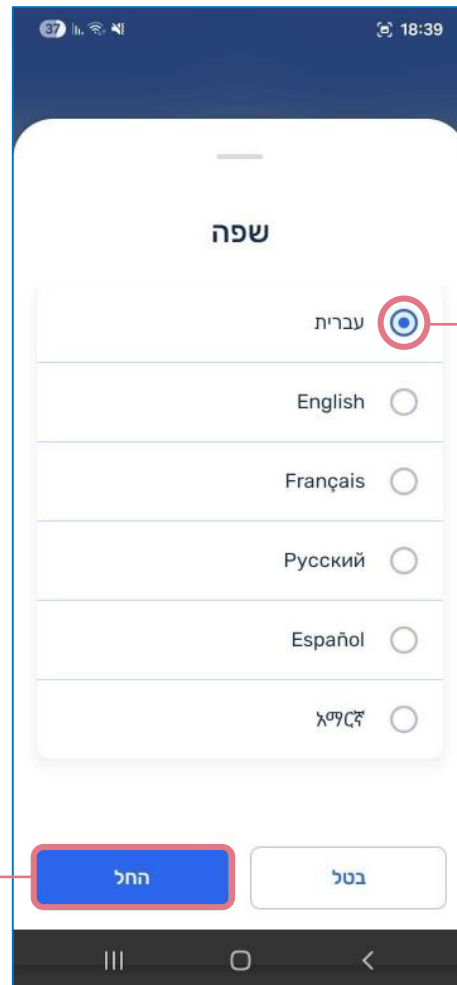 37
18:39
שפה
עברית
English
Français
Русский
Español
አማርኛ
בטל
החל